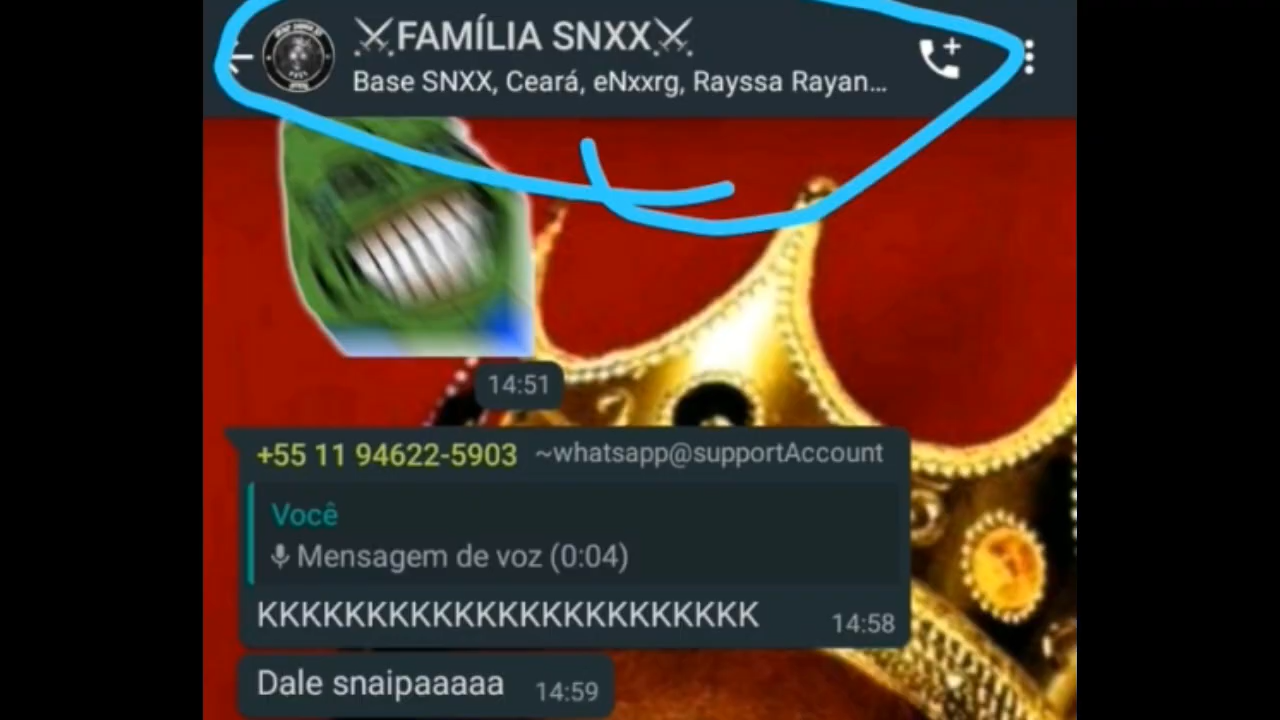 ⚔FAMÍLIA SNXX⚔
Base SNXX, Ceará, eNxxrg, Rayssa Rayan...
14:51
+55 11 94622-5903 ~whatsapp@supportAccount
Você
Mensagem de voz (0:04)
KKKKKKKKKKKKKKKKKKKKKKK
14:58
Dale snaipaaaaa 14:59